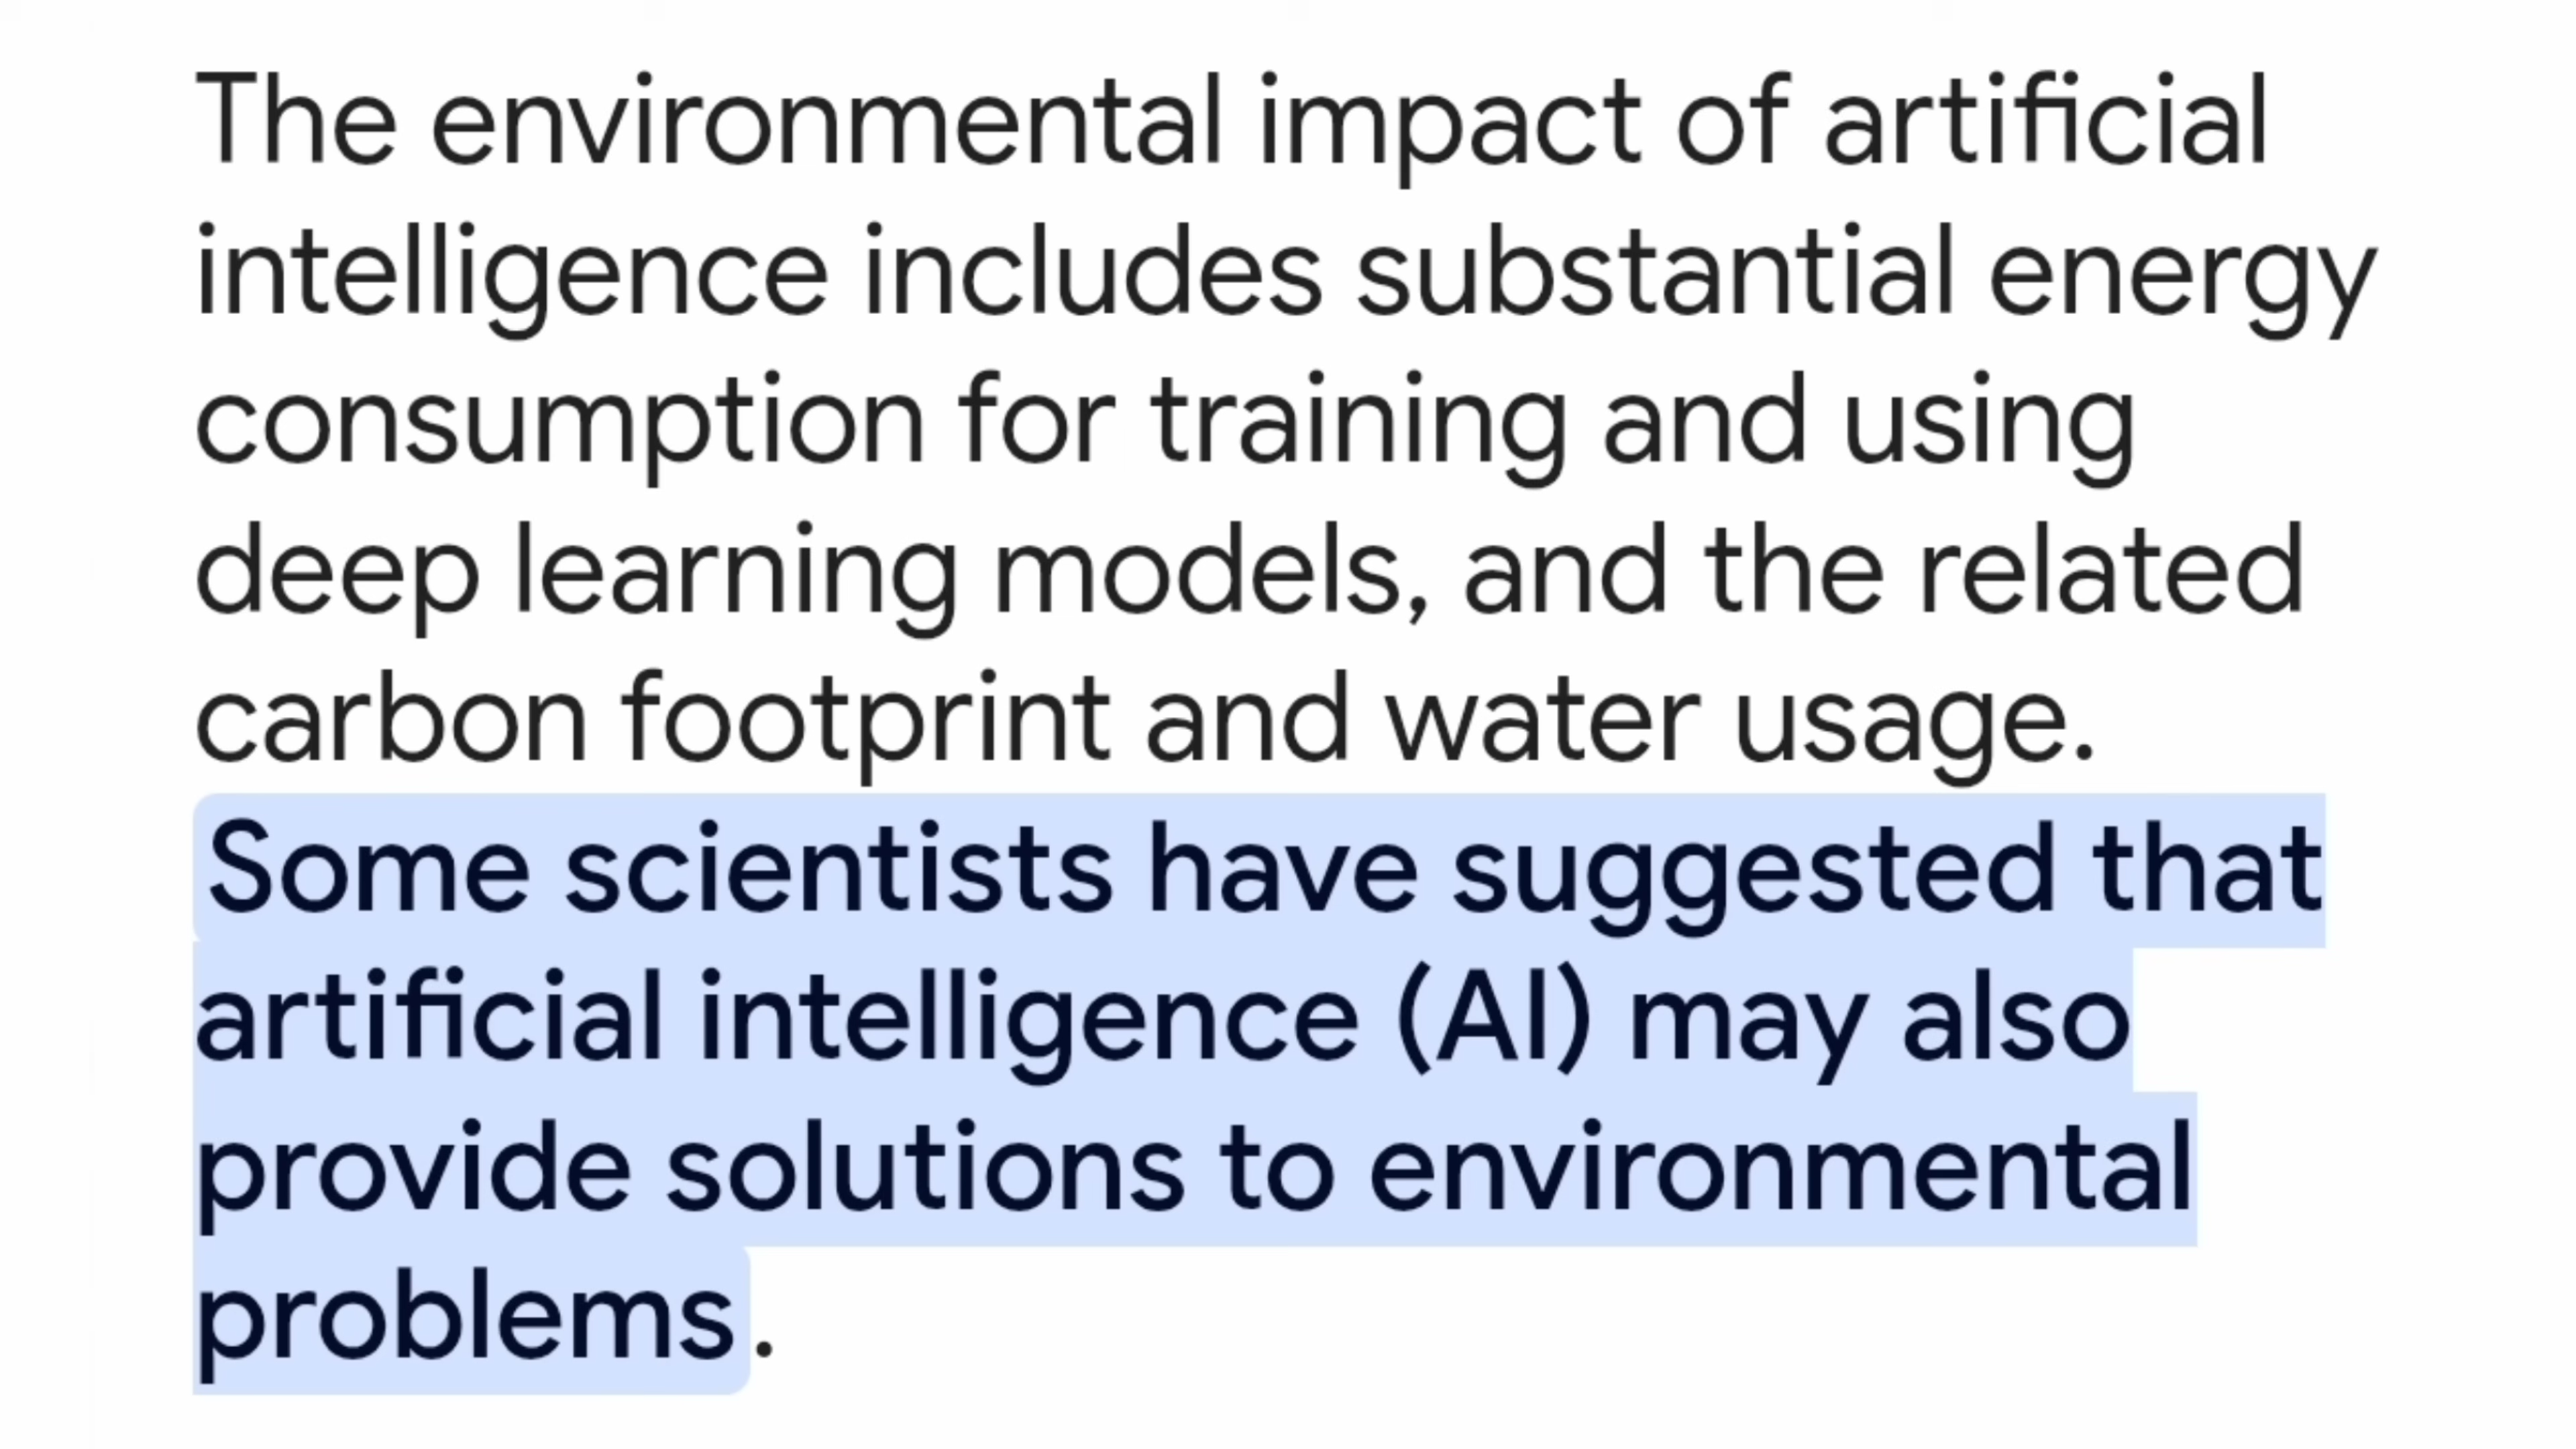 The environmental impact of artificial
intelligence includes substantial energy
consumption for training and using
deep learning models, and the related
carbon footprint and water usage.
Some scientists have suggested that
artificial intelligence (AI) may also
provide solutions to environmental
problems.